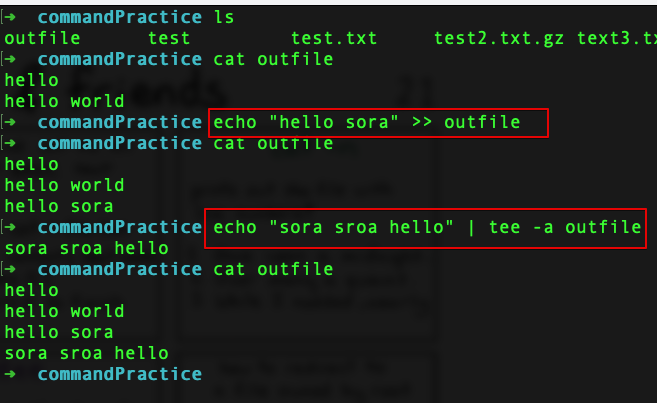 [➜ commandPractice ls
outfile test test.txt test2.txt.gz text3.tx
[➜ commandPractice cat outfile
hello
hello world
[➜ commandPractice echo "hello sora" >> outfile
[➜ commandPractice cat outfile
hello
hello world
hello sora
[➜ commandPractice echo "sora sroa hello" | tee -a outfile
sora sroa hello
[➜ commandPractice cat outfile
hello
hello world
hello sora
sora sroa hello
➜ commandPractice